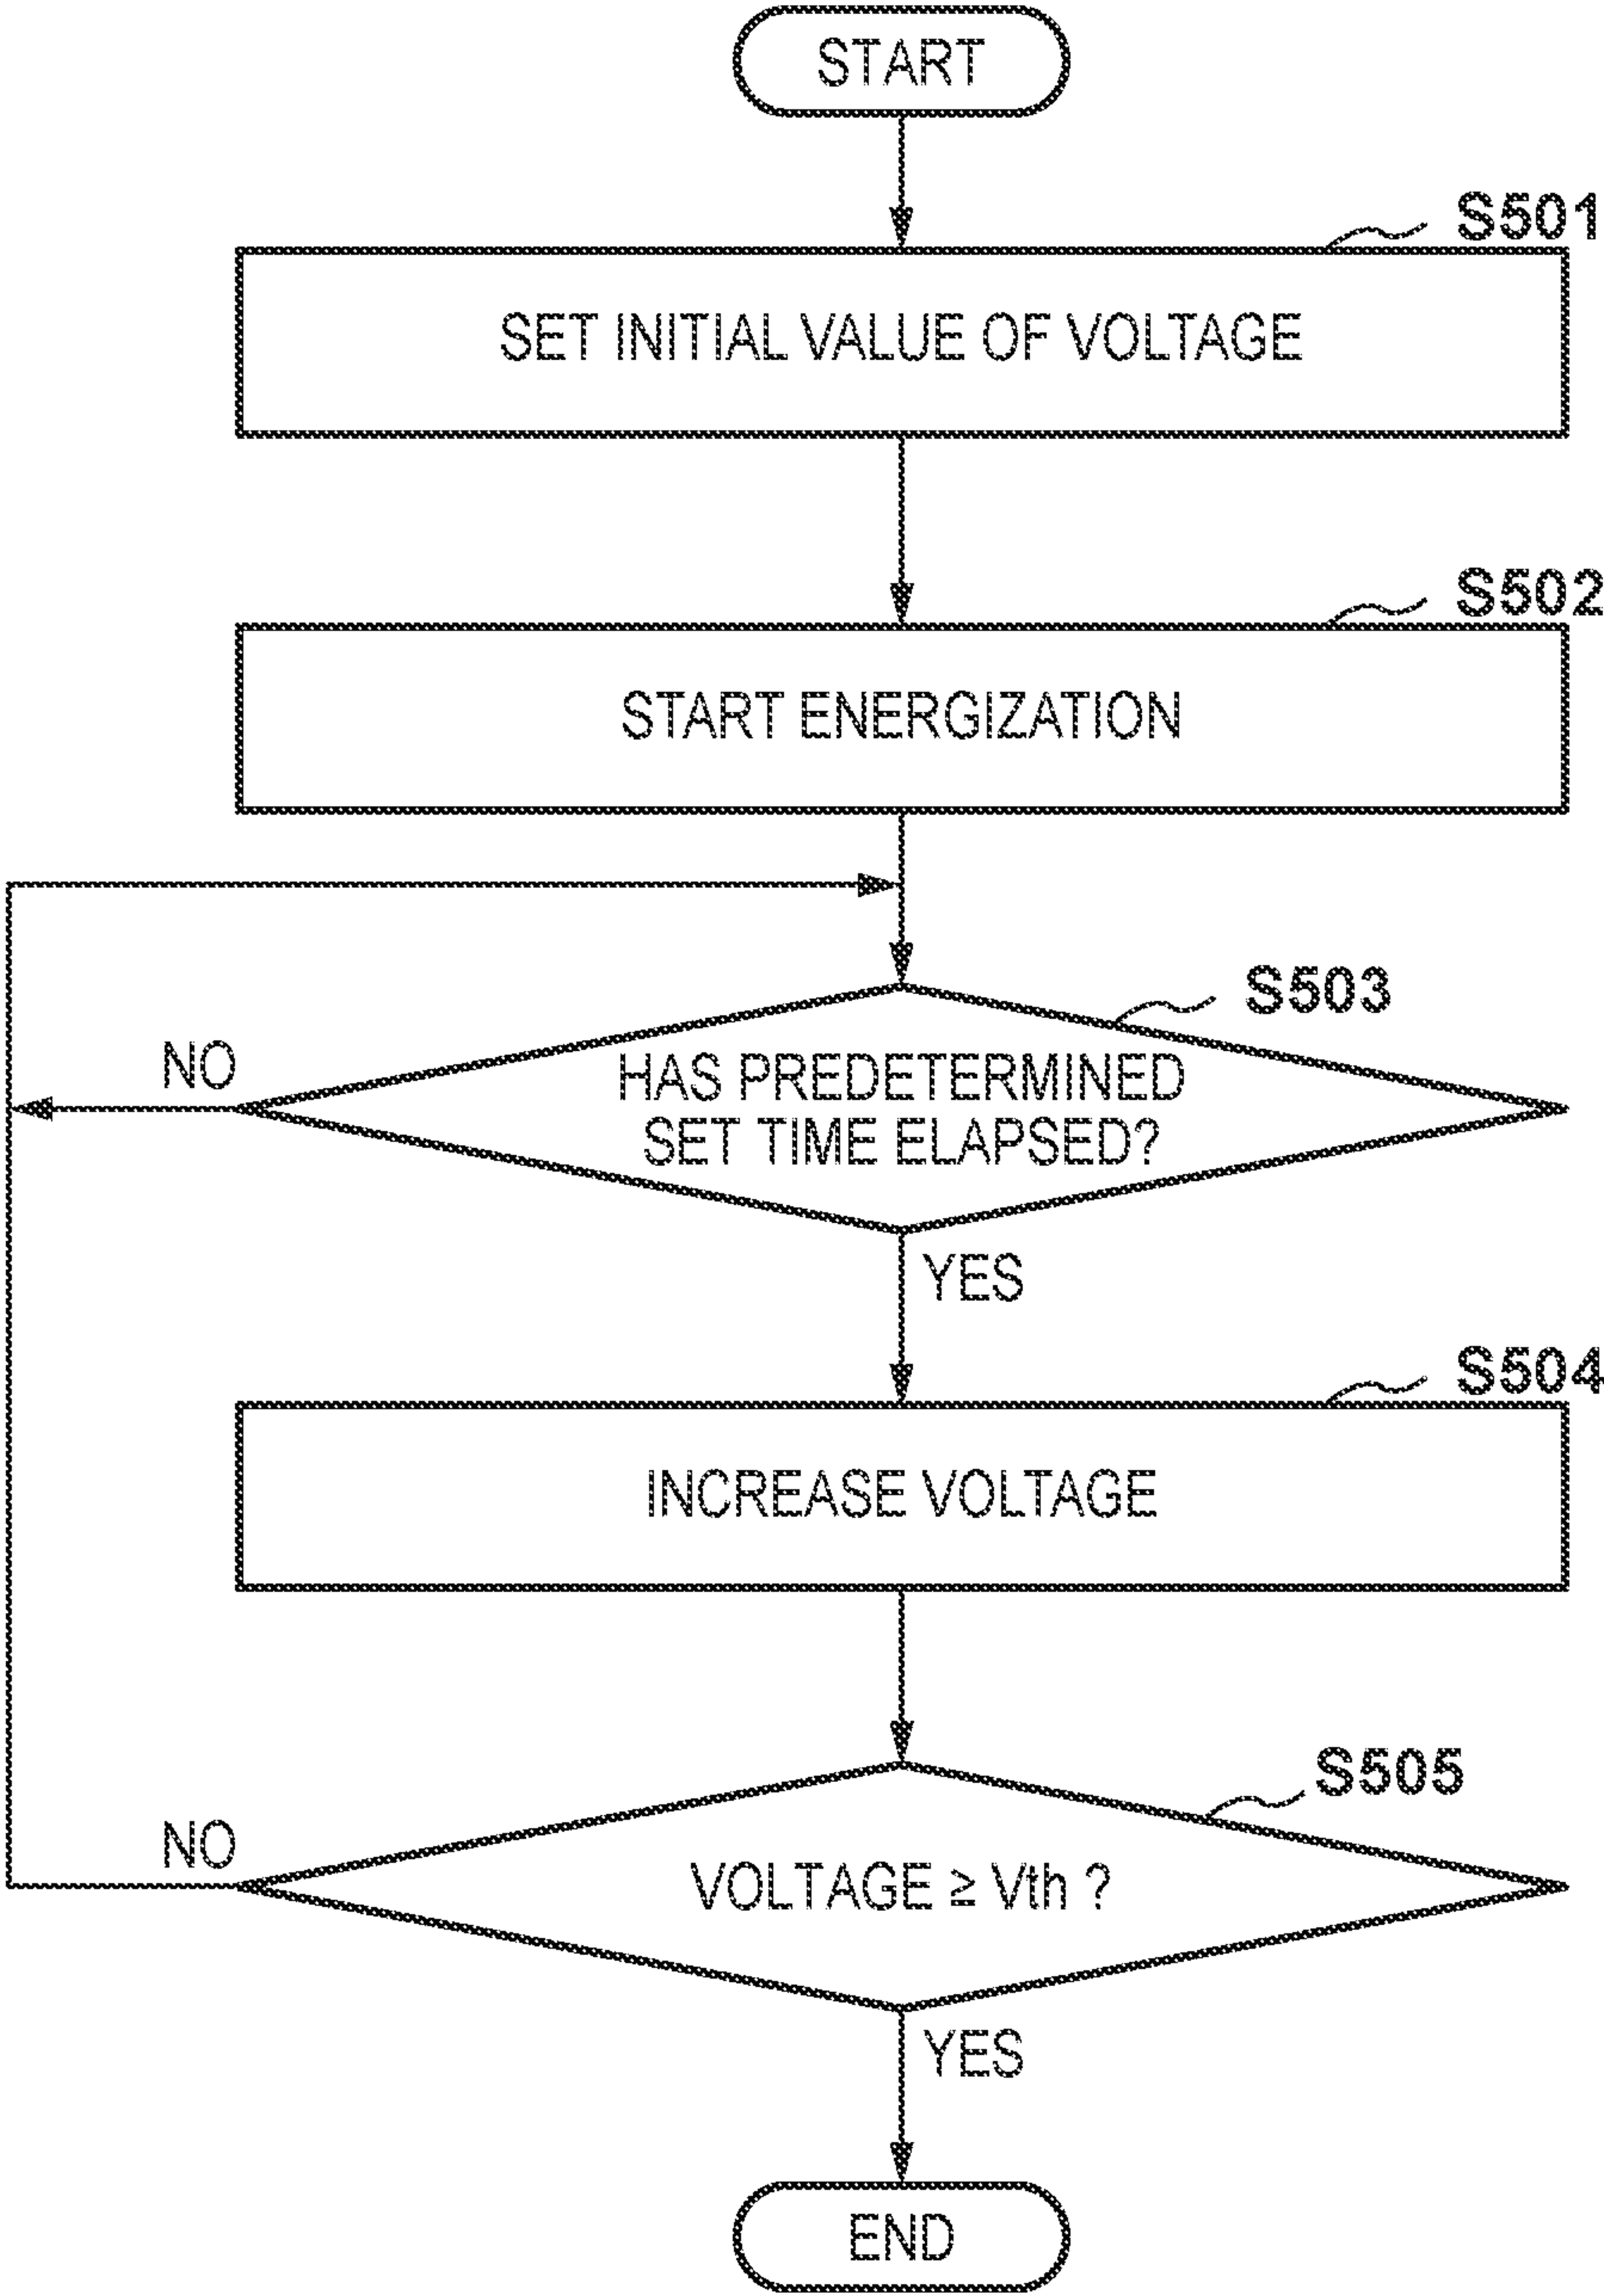 START
S501
SET INITIAL VALUE OF VOLTAGE
S502
START ENERGIZATION
S503
NO
HAS PREDETERMINED
SET TIME ELAPSED?
YES
S504
INCREASE VOLTAGE
S505
NO
VOLTAGE ≥ Vth ?
YES
END